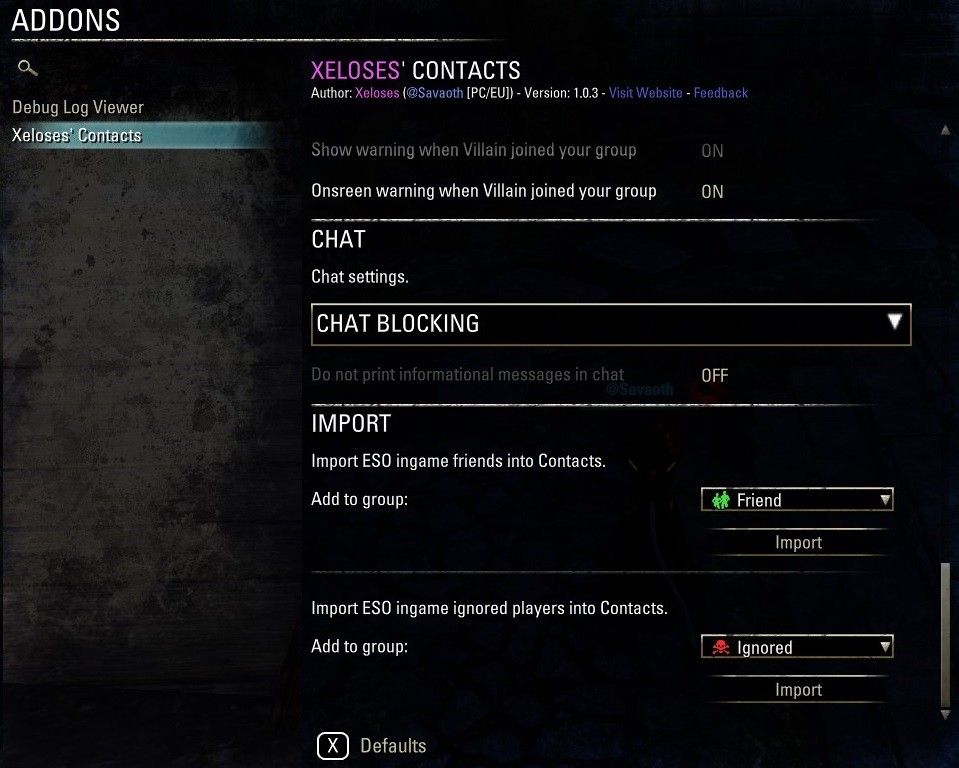 ADDONS
Debug Log Viewer
Xeloses' Contacts
XELOSES' CONTACTS
Author: Xeloses (@Savaoth [PC/EU]) - Version: 1.0.3 - Visit Website - Feedback
Show warning when Villain joined your group ON
Onsreen warning when Villain joined your group ON
CHAT
Chat settings.
CHAT BLOCKING
Do not print informational messages in chat OFF
@Savaoth
IMPORT
Import ESO ingame friends into Contacts.
Add to group: Friend
Import
Import ESO ingame ignored players into Contacts.
Add to group: Ignored
Import
X Defaults